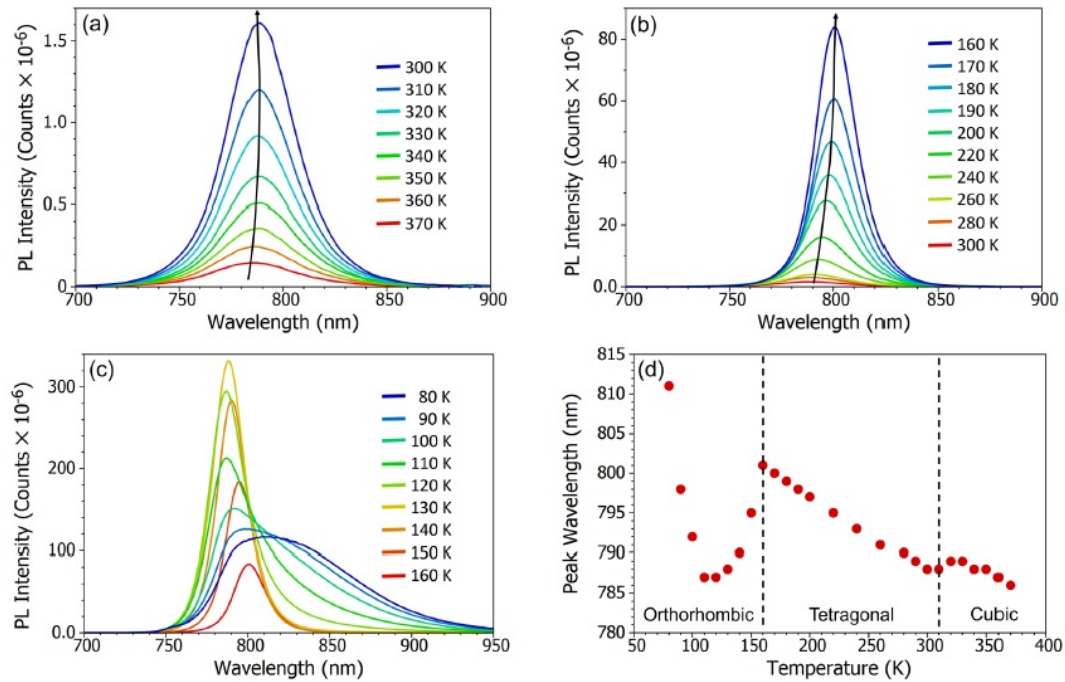 (a)
PL Intensity (Counts × 10-6)
1.5
1.0
0.5
0
700
750
800
850
900
Wavelength (nm)
300 K
310 K
320 K
330 K
340 K
350 K
360 K
370 K
(b)
PL Intensity (Counts × 10-6)
80
60
40
20
0
700
750
800
850
900
Wavelength (nm)
160 K
170 K
180 K
190 K
200 K
220 K
240 K
260 K
280 K
300 K
(c)
PL Intensity (Counts × 10-6)
300
200
100
0.0
700
750
800
850
900
950
Wavelength (nm)
80 K
90 K
100 K
110 K
120 K
130 K
140 K
150 K
160 K
(d)
Peak Wavelength (nm)
815
810
805
800
795
790
785
780
Orthorhombic
Tetragonal
Cubic
50
100
150
200
250
300
350
400
Temperature (K)